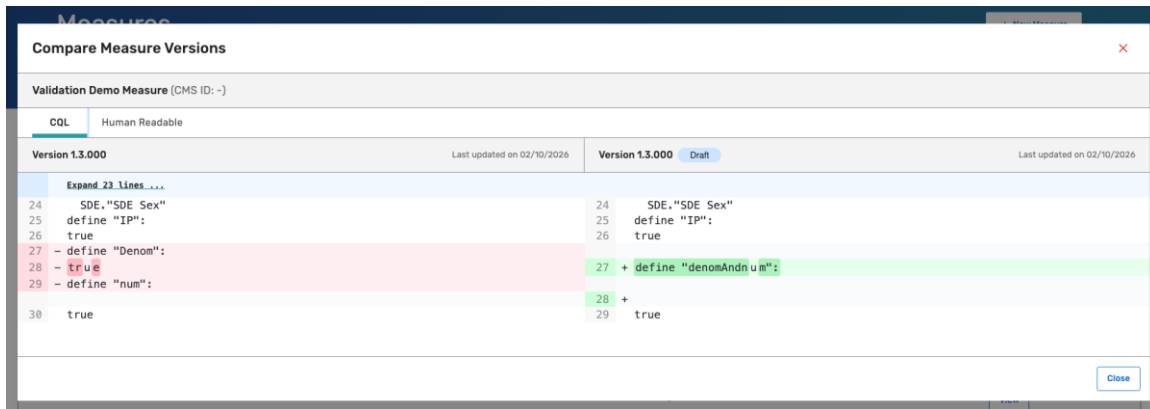 Measures
Compare Measure Versions
Validation Demo Measure (CMS ID: -)
CQL Human Readable
Version 1.3.000 Last updated on 02/10/2026 Version 1.3.000 Draft Last updated on 02/10/2026
Expand 23 lines ...
24 SDE."SDE Sex" 24 SDE."SDE Sex"
25 define "IP": 25 define "IP":
26 true 26 true
27 - define "Denom":
28 - true 27 + define "denomAndnum":
29 - define "num":
28 +
30 true 29 true
Close
View